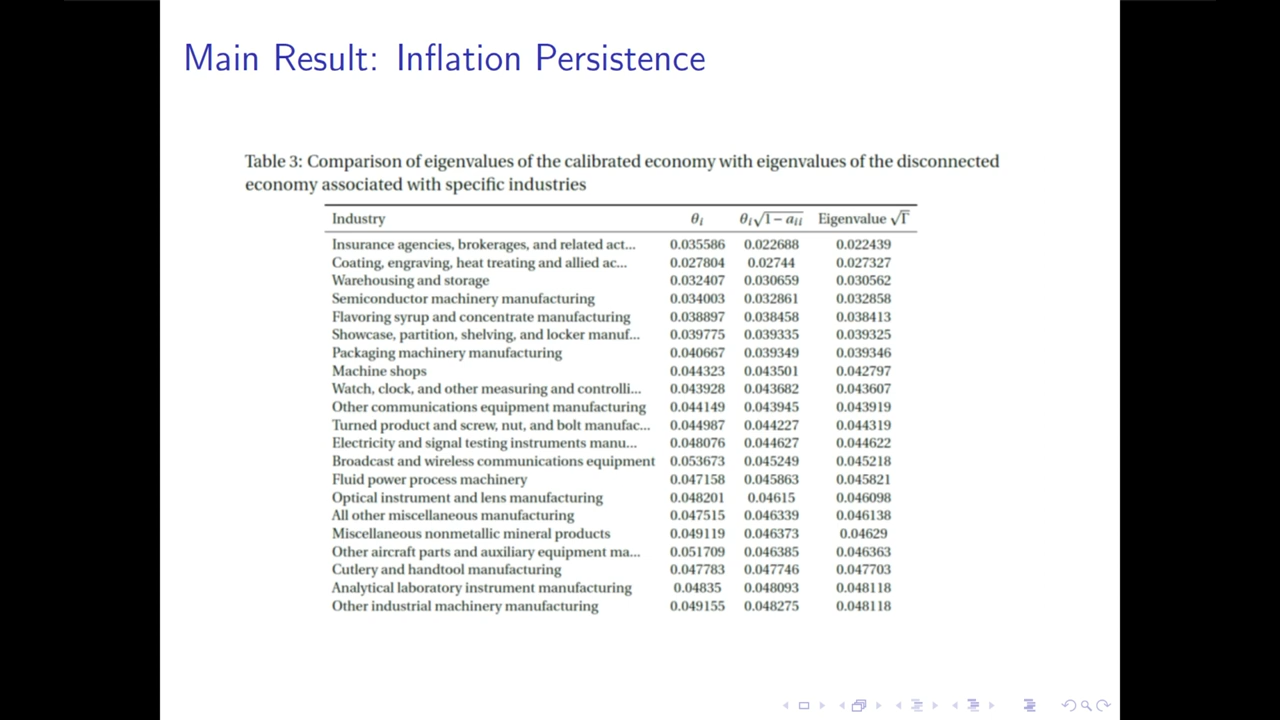 Main Result: Inflation Persistence
Table 3: Comparison of eigenvalues of the calibrated economy with eigenvalues of the disconnected
economy associated with specific industries
Industry θᵢ θᵢ√1−aᵢᵢ Eigenvalue √Γ
Insurance agencies, brokerages, and related act... 0.035586 0.022688 0.022439
Coating, engraving, heat treating and allied ac... 0.027804 0.02744 0.027327
Warehousing and storage 0.032407 0.030659 0.030562
Semiconductor machinery manufacturing 0.034003 0.032861 0.032858
Flavoring syrup and concentrate manufacturing 0.038897 0.038458 0.038413
Showcase, partition, shelving, and locker manuf... 0.039775 0.039335 0.039325
Packaging machinery manufacturing 0.040667 0.039349 0.039346
Machine shops 0.044323 0.043501 0.042797
Watch, clock, and other measuring and controlli... 0.043928 0.043682 0.043607
Other communications equipment manufacturing 0.044149 0.043945 0.043919
Turned product and screw, nut, and bolt manufac... 0.044987 0.044227 0.044319
Electricity and signal testing instruments manu... 0.048076 0.044627 0.044622
Broadcast and wireless communications equipment 0.053673 0.045249 0.045218
Fluid power process machinery 0.047158 0.045863 0.045821
Optical instrument and lens manufacturing 0.048201 0.04615 0.046098
All other miscellaneous manufacturing 0.047515 0.046339 0.046138
Miscellaneous nonmetallic mineral products 0.049119 0.046373 0.04629
Other aircraft parts and auxiliary equipment ma... 0.051709 0.046385 0.046363
Cutlery and handtool manufacturing 0.047783 0.047746 0.047703
Analytical laboratory instrument manufacturing 0.04835 0.048093 0.048118
Other industrial machinery manufacturing 0.049155 0.048275 0.048118